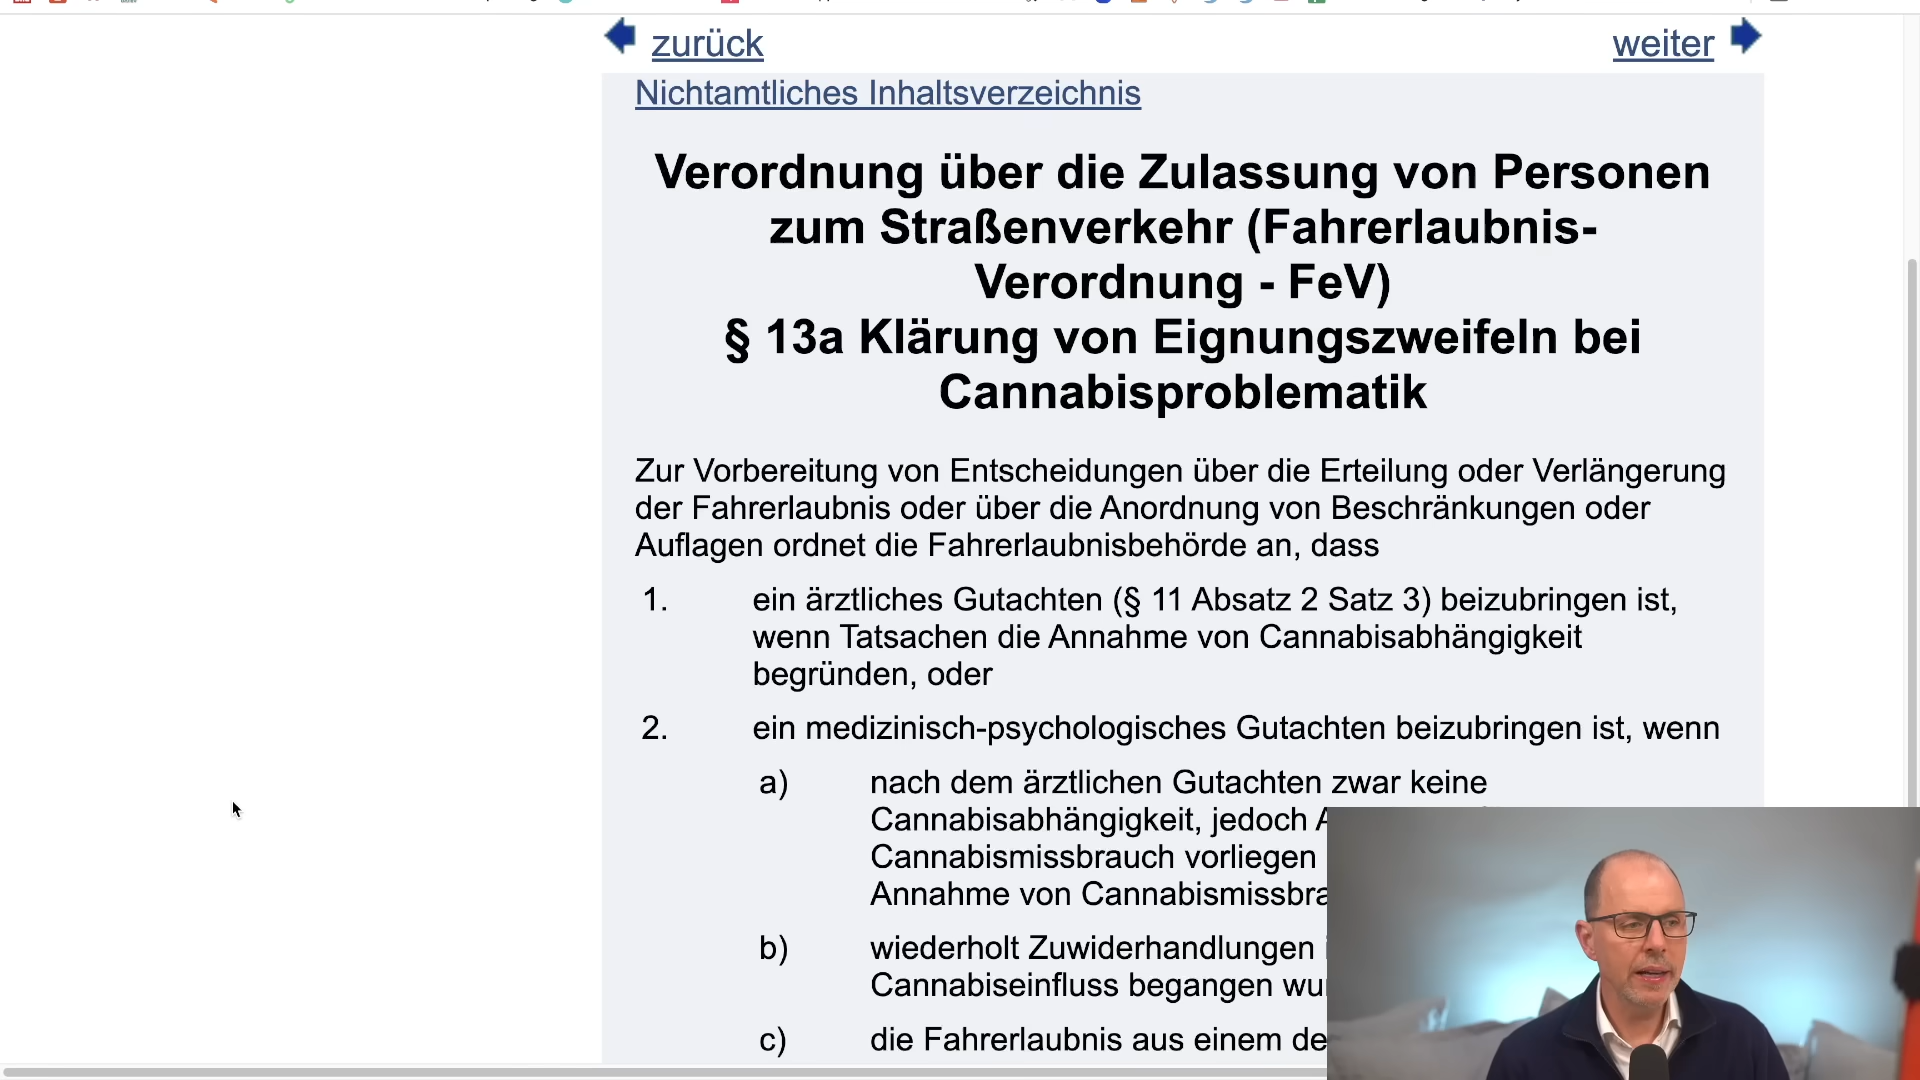 zurück
weiter
Nichtamtliches Inhaltsverzeichnis
Verordnung über die Zulassung von Personen
zum Straßenverkehr (Fahrerlaubnis-
Verordnung - FeV)
§ 13a Klärung von Eignungszweifeln bei
Cannabisproblematik
Zur Vorbereitung von Entscheidungen über die Erteilung oder Verlängerung
der Fahrerlaubnis oder über die Anordnung von Beschränkungen oder
Auflagen ordnet die Fahrerlaubnisbehörde an, dass
1. ein ärztliches Gutachten (§ 11 Absatz 2 Satz 3) beizubringen ist,
wenn Tatsachen die Annahme von Cannabisabhängigkeit
begründen, oder
2. ein medizinisch-psychologisches Gutachten beizubringen ist, wenn
a) nach dem ärztlichen Gutachten zwar keine
Cannabisabhängigkeit, jedoch
Cannabismissbrauch vorliegen
Annahme von
b) wiederholt Zuwiderhandlungen
Cannabiseinfluss begangen
c) die Fahrerlaubnis aus einem